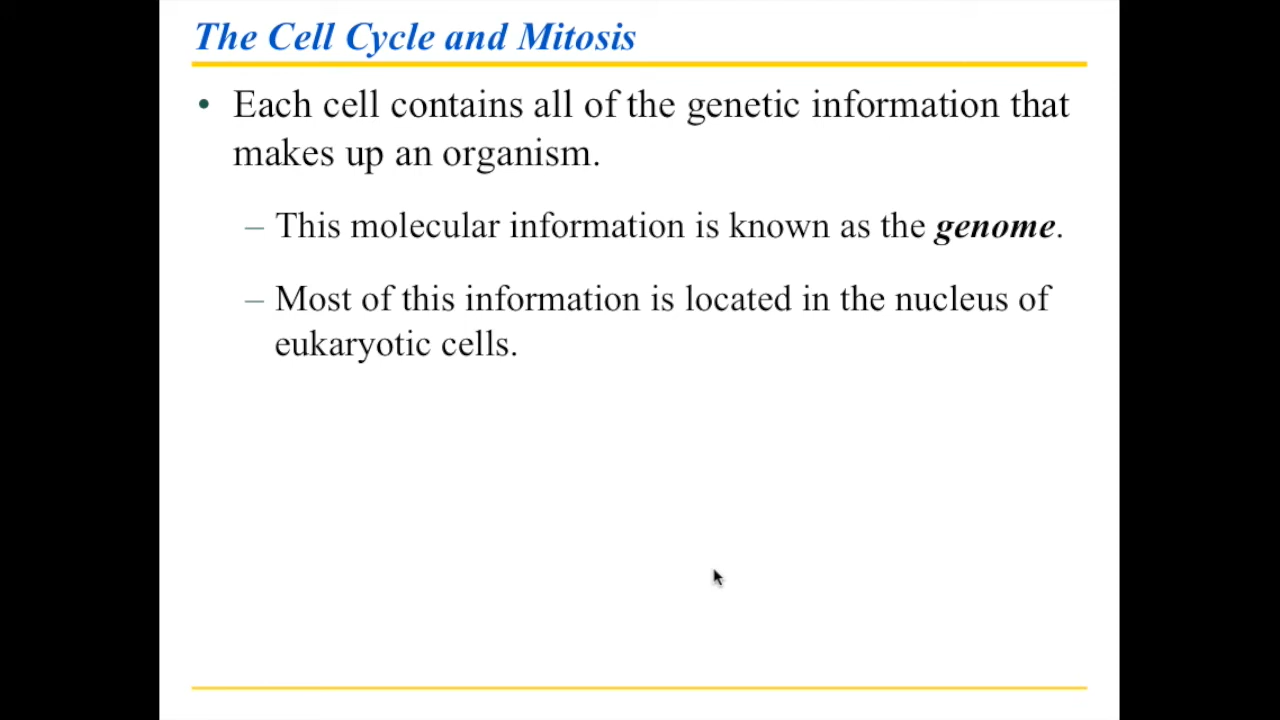 The Cell Cycle and Mitosis
• Each cell contains all of the genetic information that
makes up an organism.
– This molecular information is known as the genome.
– Most of this information is located in the nucleus of
eukaryotic cells.